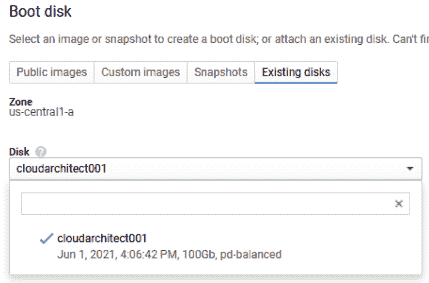 Boot disk
Select an image or snapshot to create a boot disk; or attach an existing disk. Can't fi
Public images
Custom images
Snapshots
Existing disks
Zone
us-central1-a
Disk
cloudarchitect001
cloudarchitect001
Jun 1, 2021, 4:06:42 PM, 100Gb, pd-balanced